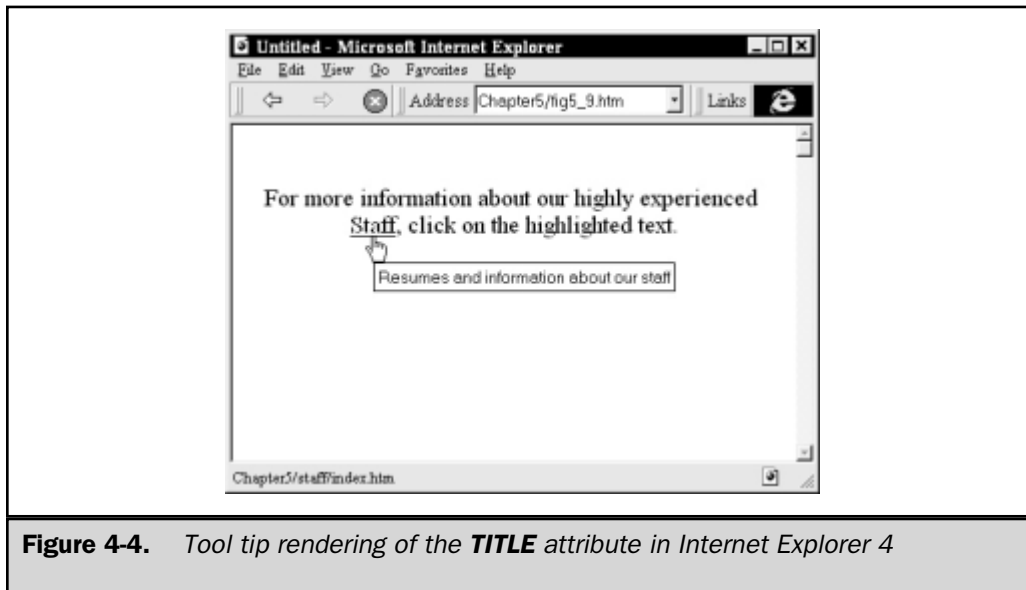 Untitled - Microsoft Internet Explorer
File Edit View Go Favorites Help
Address Chapter5/fig5_9.htm Links
For more information about our highly experienced
Staff, click on the highlighted text.
Resumes and information about our staff
Chapter5/staff/index.htm
Figure 4-4. Tool tip rendering of the TITLE attribute in Internet Explorer 4